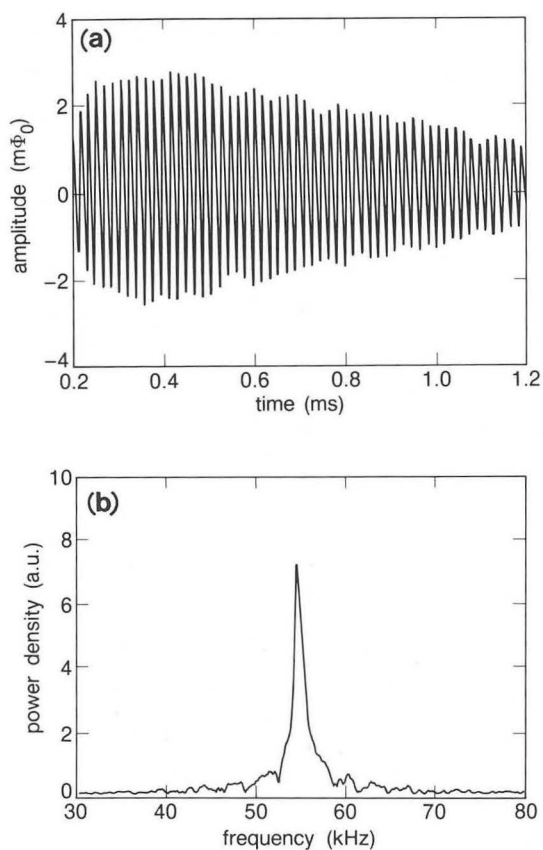 (a)
4
2
0
−2
−4
amplitude (mΦ0)
0.2 0.4 0.6 0.8 1.0 1.2
time (ms)
(b)
10
8
6
4
2
0
power density (a.u.)
30 40 50 60 70 80
frequency (kHz)